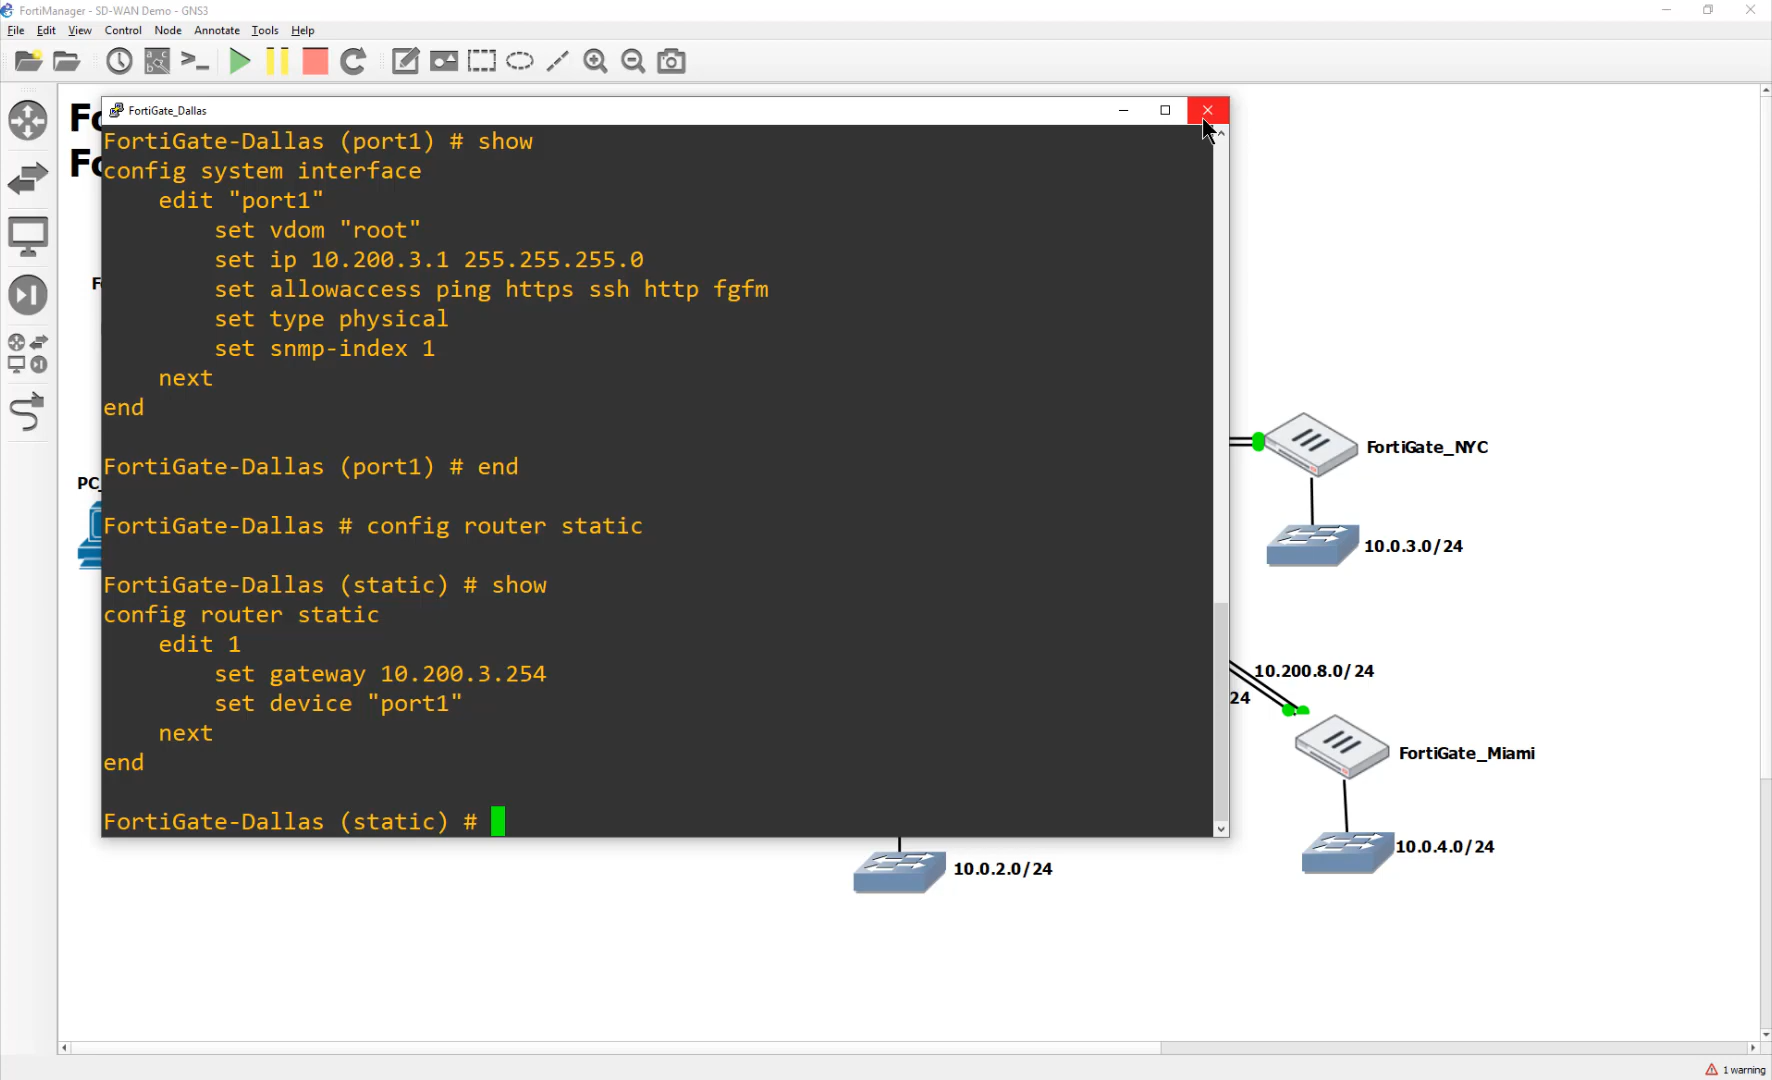 FortiManager - SD-WAN Demo - GNS3
File Edit View Control Node Annotate Tools Help
FortiGate_Dallas
FortiGate-Dallas (port1) # show
config system interface
edit "port1"
set vdom "root"
set ip 10.200.3.1 255.255.255.0
set allowaccess ping https ssh http fgfm
set type physical
set snmp-index 1
next
end
FortiGate-Dallas (port1) # end
FortiGate-Dallas # config router static
FortiGate-Dallas (static) # show
config router static
edit 1
set gateway 10.200.3.254
set device "port1"
next
end
FortiGate-Dallas (static) #
PC_
FortiGate_NYC
10.0.3.0/24
10.200.8.0/24
24
FortiGate_Miami
10.0.4.0/24
10.0.2.0/24
1 warning